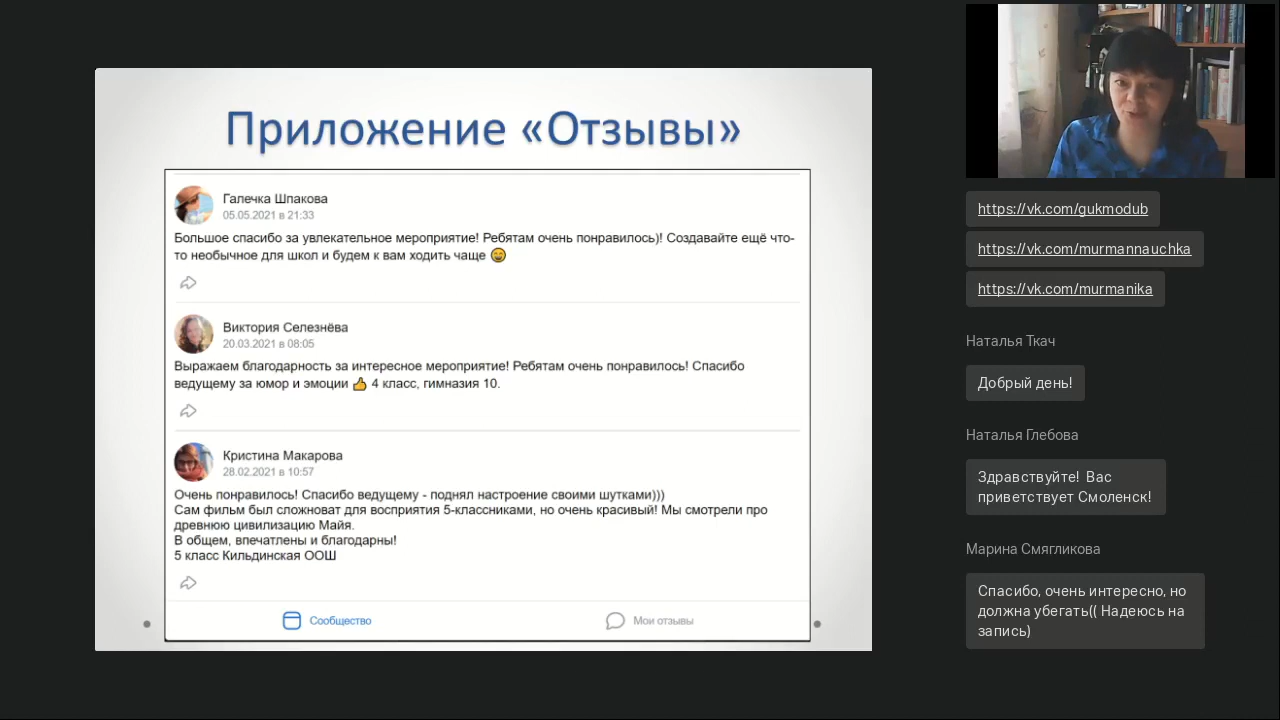 Приложение «Отзывы»
Галечка Шпакова
05.05.2021 в 21:33
Большое спасибо за увлекательное мероприятие! Ребятам очень понравилось)! Создавайте ещё что-
то необычное для школ и будем к вам ходить чаще 😄
Виктория Селезнёва
20.03.2021 в 08:05
Выражаем благодарность за интересное мероприятие! Ребятам очень понравилось! Спасибо
ведущему за юмор и эмоции 👍 4 класс, гимназия 10.
Кристина Макарова
28.02.2021 в 10:57
Очень понравилось! Спасибо ведущему - поднял настроение своими шутками)))
Сам фильм был сложноват для восприятия 5-классниками, но очень красивый! Мы смотрели про
древнюю цивилизацию Майя.
В общем, впечатлены и благодарны!
5 класс Кильдинская ООШ
Сообщество
Мои отзывы
https://vk.com/gukmodub
https://vk.com/murmannauchka
https://vk.com/murmanika
Наталья Ткач
Добрый день!
Наталья Глебова
Здравствуйте! Вас
приветствует Смоленск!
Марина Смягликова
Спасибо, очень интересно, но
должна убегать(( Надеюсь на
запись)